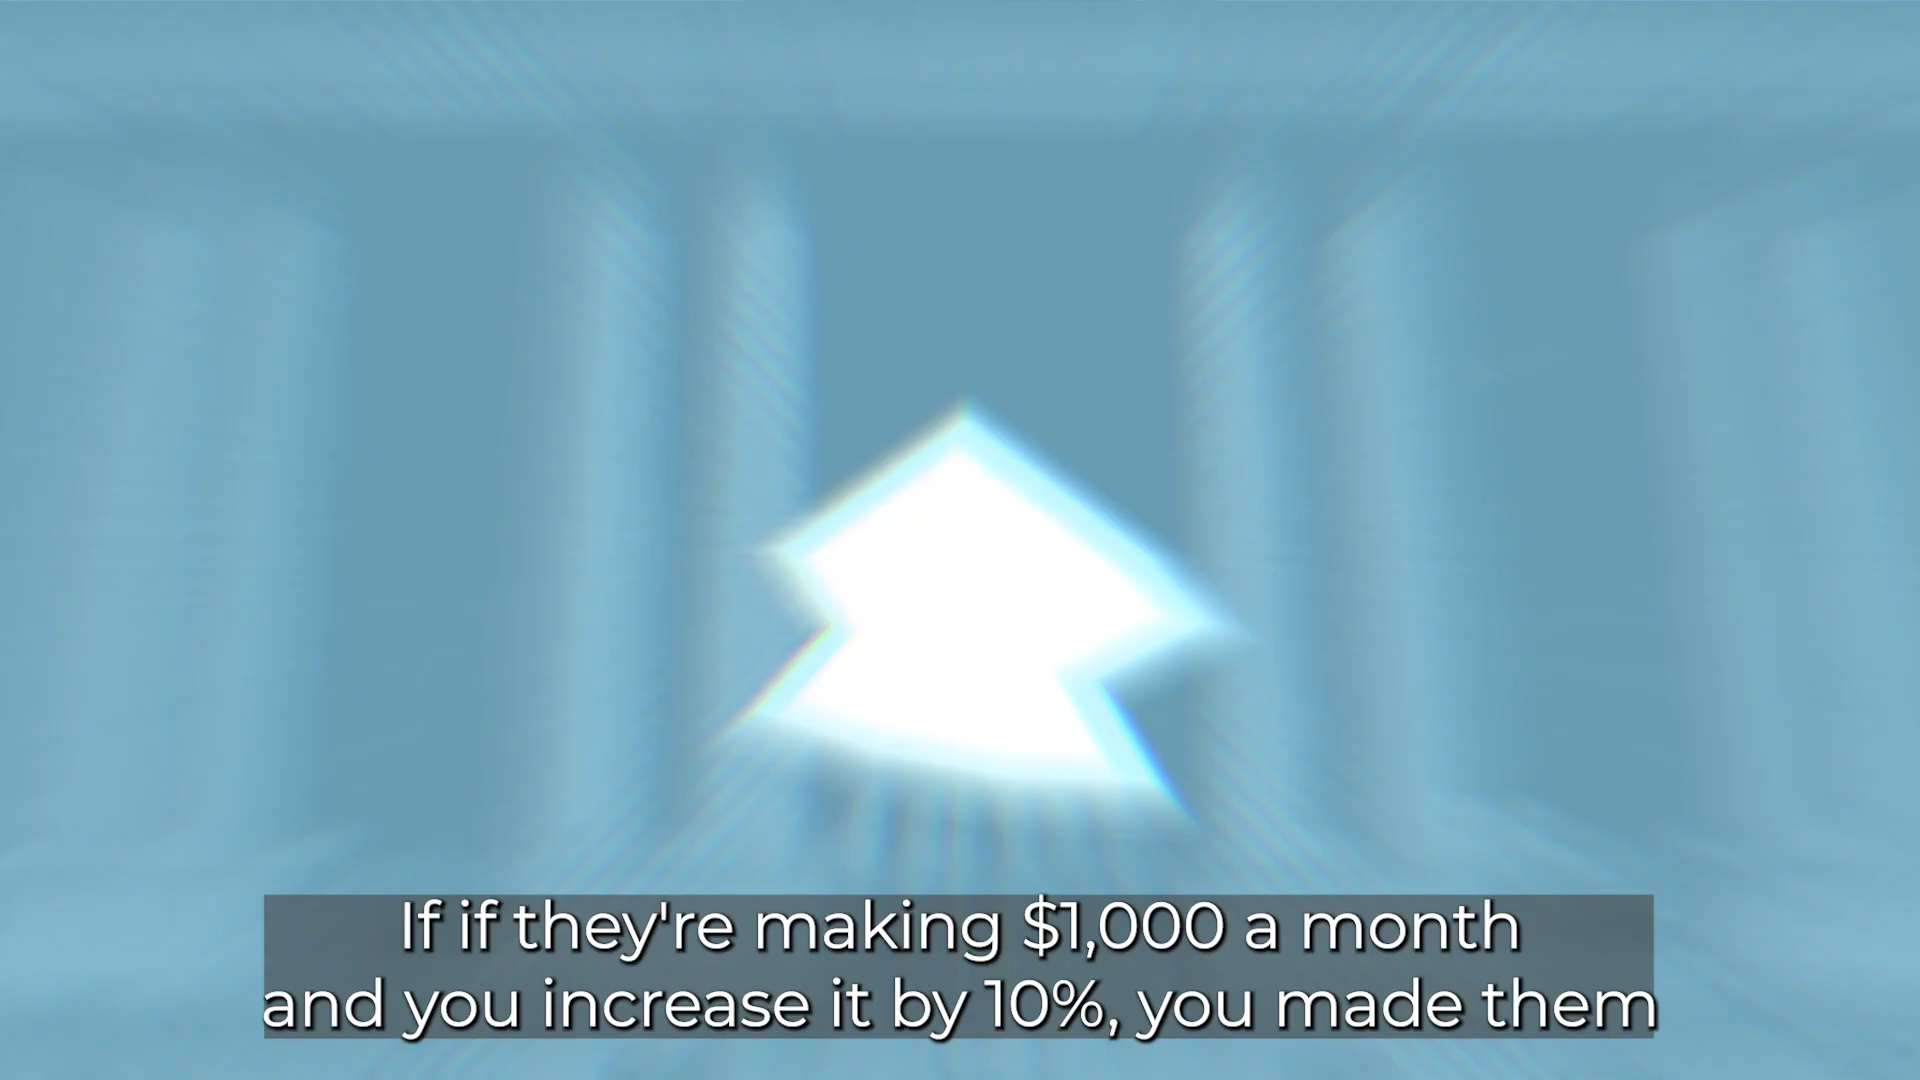 If if they're making $1,000 a month
and you increase it by 10%, you made them